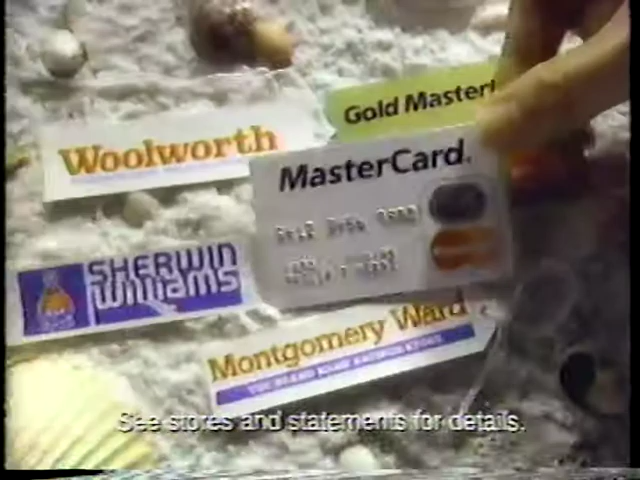 Gold Master
Woolworth
MasterCard
SHERWIN
WILLIAMS
Montgomery Ward
See stores and statements for details.